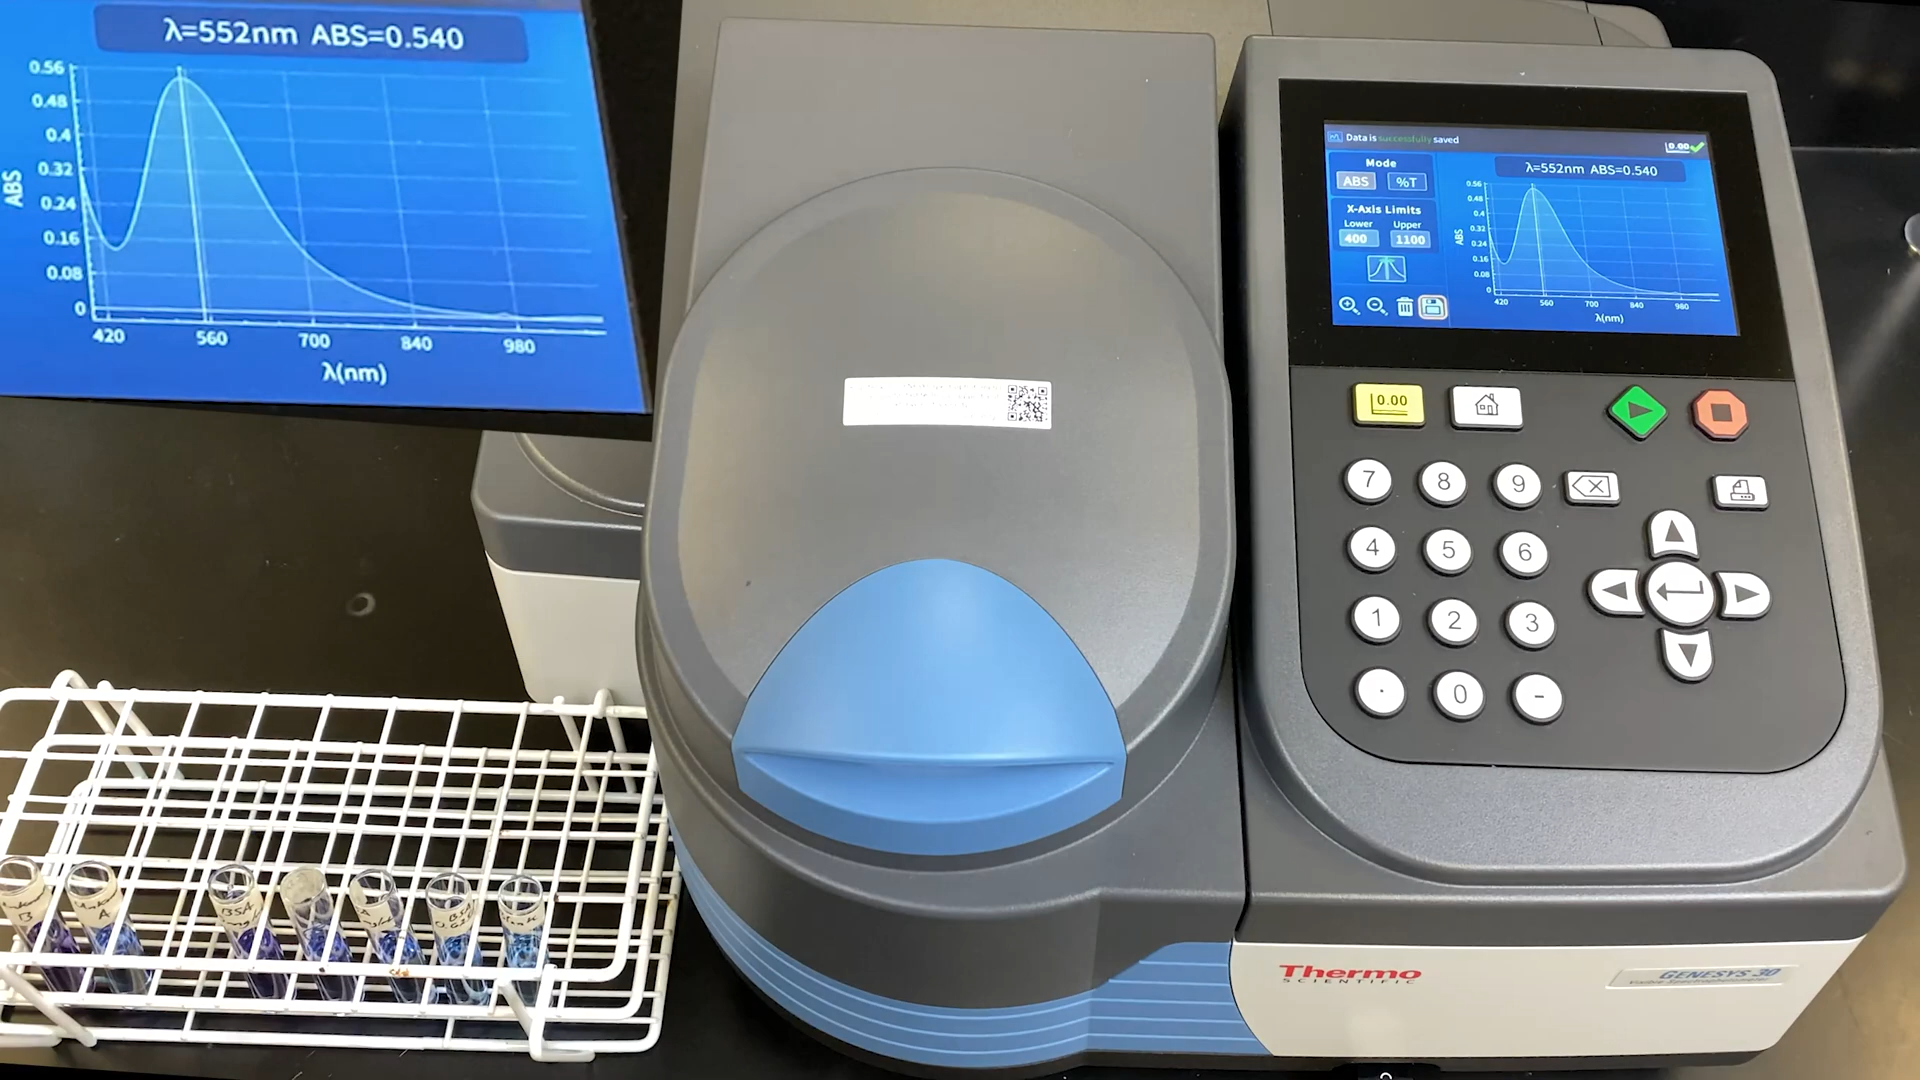 λ=552nm ABS=0.540
0.56
0.48
0.4
0.32
0.24
0.16
0.08
0
ABS
420 560 700 840 980
λ(nm)
Data is successfully saved
0.00
Mode
ABS %T
X-Axis Limits
Lower Upper
400 1100
λ=552nm ABS=0.540
0.56
0.48
0.4
0.32
0.24
0.16
0.08
0
ABS
420 560 700 840 980
λ(nm)
0.00
7 8 9
4 5 6
1 2 3
. 0 -
B
A
BSA
BSA
Thermo
SCIENTIFIC
GENESYS 30
Visible Spectrophotometer